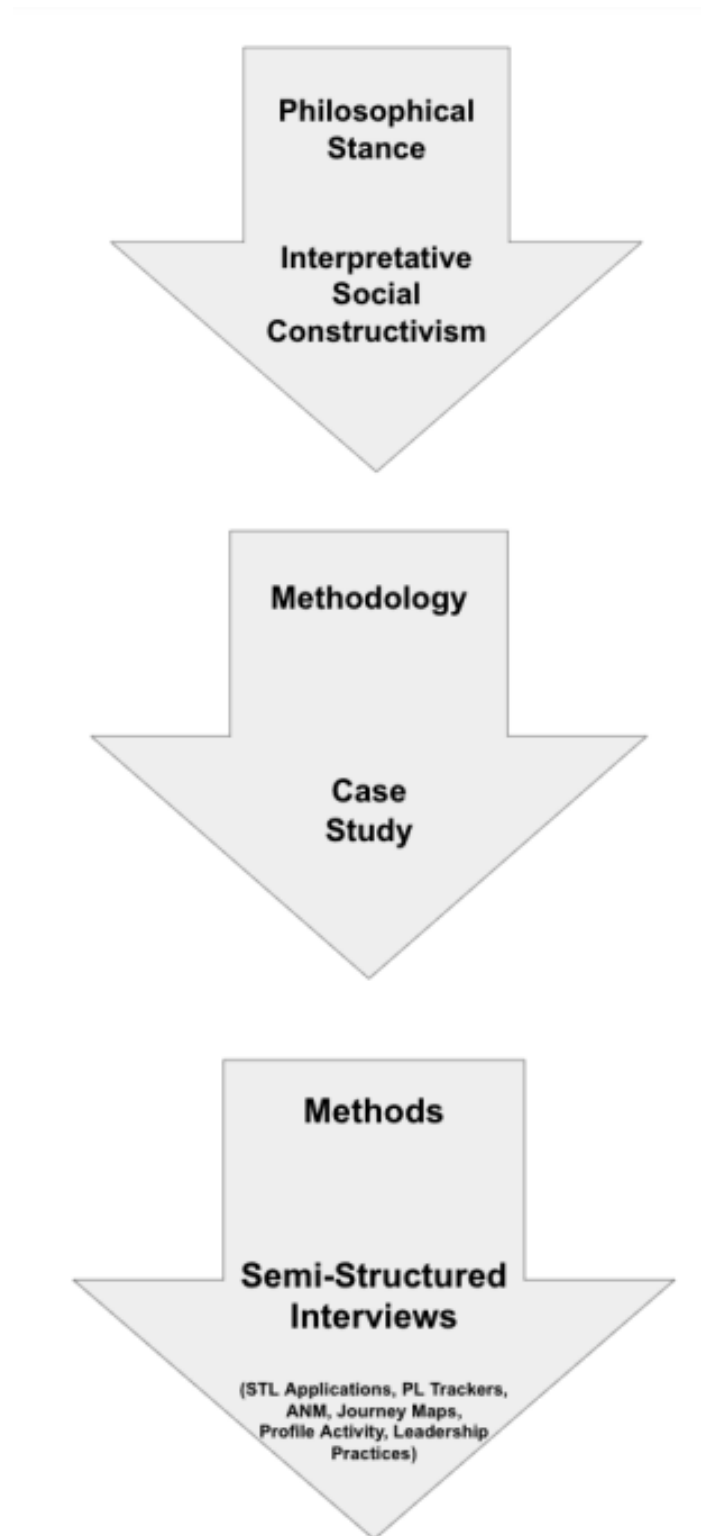 Philosophical
Stance
Interpretative
Social
Constructivism
Methodology
Case
Study
Methods
Semi-Structured
Interviews
(STL Applications, PL Trackers,
ANM, Journey Maps,
Profile Activity, Leadership
Practices)